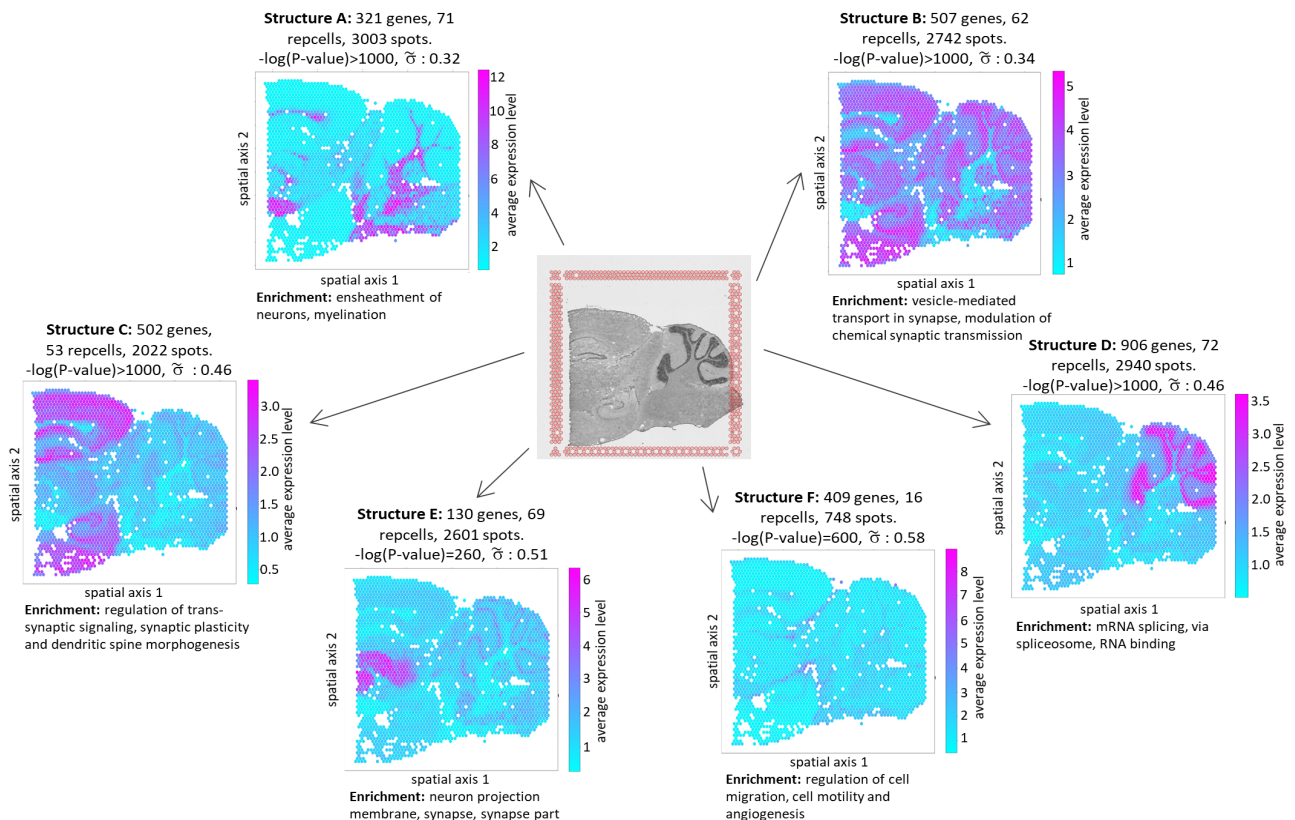 Structure A: 321 genes, 71
repcells, 3003 spots.
-log(P-value)>1000, σ̃ : 0.32
12
10
8
6
4
2
average expression level
spatial axis 2
spatial axis 1
Enrichment: ensheathment of
neurons, myelination
Structure B: 507 genes, 62
repcells, 2742 spots.
-log(P-value)>1000, σ̃ : 0.34
5
4
3
2
1
average expression level
spatial axis 2
spatial axis 1
Enrichment: vesicle-mediated
transport in synapse, modulation of
chemical synaptic transmission
Structure C: 502 genes,
53 repcells, 2022 spots.
-log(P-value)>1000, σ̃ : 0.46
3.0
2.5
2.0
1.5
1.0
0.5
average expression level
spatial axis 2
spatial axis 1
Enrichment: regulation of trans-
synaptic signaling, synaptic plasticity
and dendritic spine morphogenesis
Structure D: 906 genes, 72
repcells, 2940 spots.
-log(P-value)>1000, σ̃ : 0.46
3.5
3.0
2.5
2.0
1.5
1.0
average expression level
spatial axis 2
spatial axis 1
Enrichment: mRNA splicing, via
spliceosome, RNA binding
Structure E: 130 genes, 69
repcells, 2601 spots.
-log(P-value)=260, σ̃ : 0.51
6
5
4
3
2
1
average expression level
spatial axis 2
spatial axis 1
Enrichment: neuron projection
membrane, synapse, synapse part
Structure F: 409 genes, 16
repcells, 748 spots.
-log(P-value)=600, σ̃ : 0.58
8
7
6
5
4
3
2
1
average expression level
spatial axis 2
spatial axis 1
Enrichment: regulation of cell
migration, cell motility and
angiogenesis